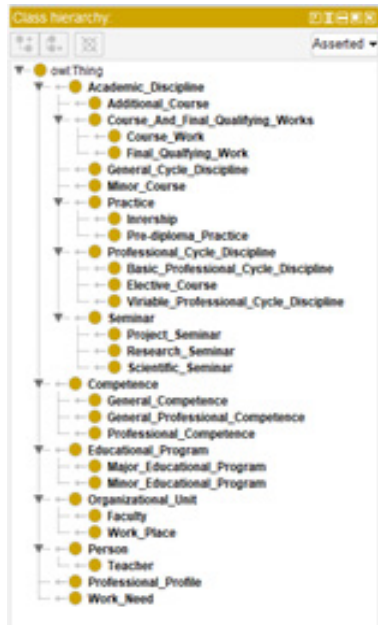 Class hierarchy:
Asserted
owl:Thing
Academic_Discipline
Additional_Course
Course_And_Final_Qualifying_Works
Course_Work
Final_Qualfying_Work
General_Cycle_Discipline
Minor_Course
Practice
Inrership
Pre-diploma_Practice
Professional_Cycle_Discipline
Basic_Professional_Cycle_Discipline
Elective_Course
Viriable_Professional_Cycle_Discipline
Seminar
Project_Seminar
Research_Seminar
Scientific_Seminar
Competence
General_Competence
General_Professional_Competence
Professional_Competence
Educational_Program
Major_Educational_Program
Minor_Educational_Program
Organizational_Unit
Faculty
Work_Place
Person
Teacher
Professional_Profile
Work_Need